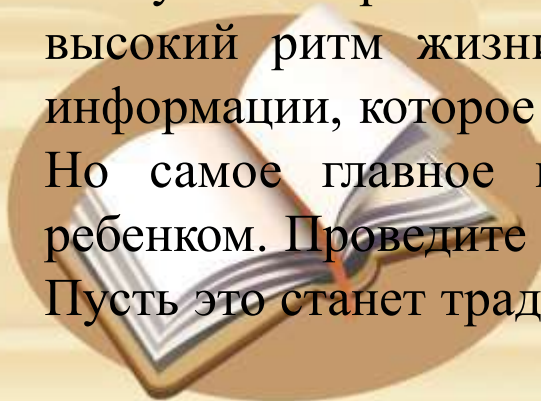 высокий ритм жизни
информации, которое
Но самое главное
ребенком. Проведите
Пусть это станет трад